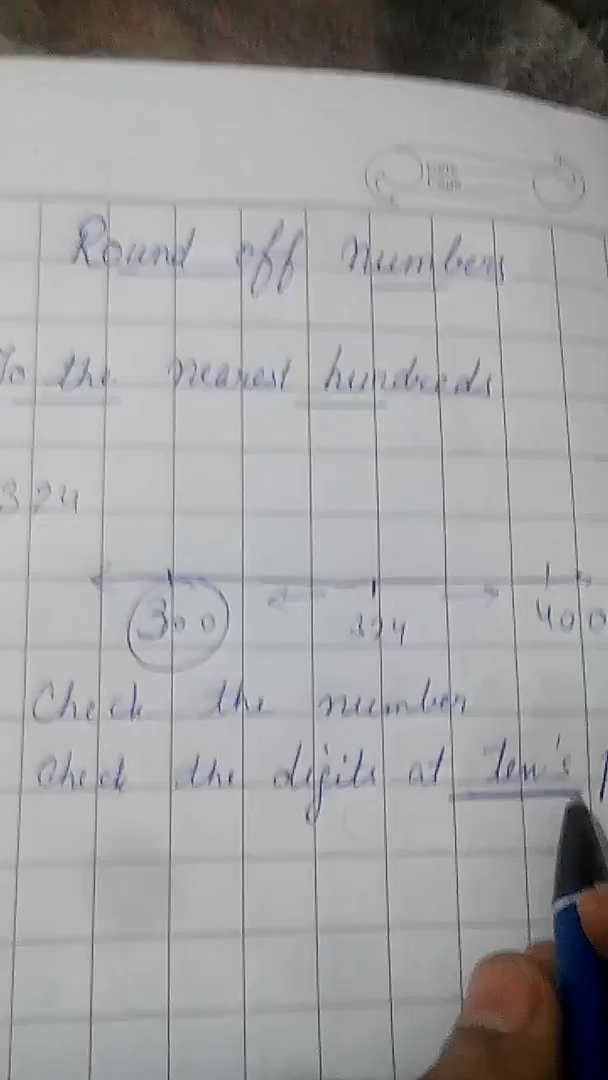 Round off numbers
To the nearest hundreds
324
300 324 400
Check the number
Check the digits at Ten's